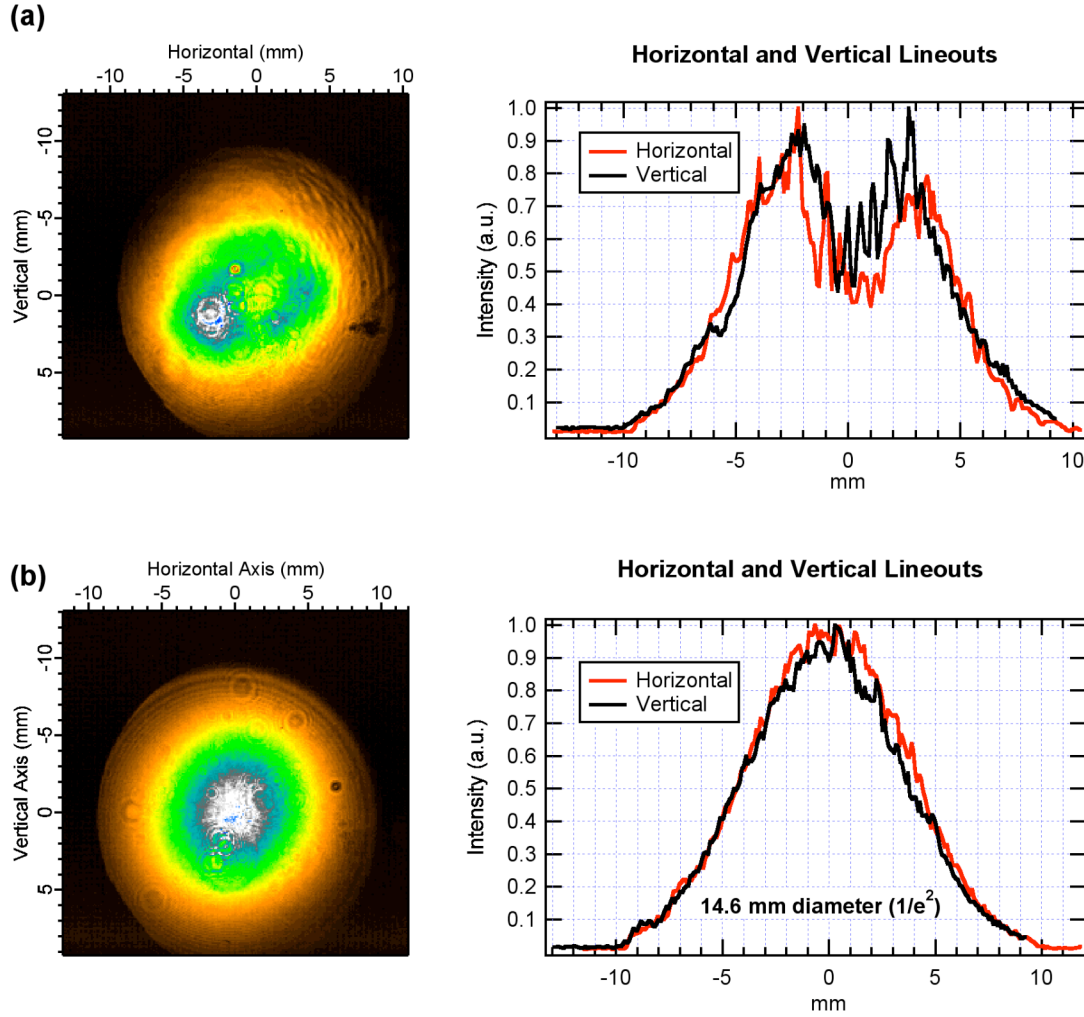 (a)
Horizontal (mm)
-10 -5 0 5 10
Vertical (mm)
-10
-5
0
5
Horizontal and Vertical Lineouts
Horizontal
Vertical
Intensity (a.u.)
1.0
0.9
0.8
0.7
0.6
0.5
0.4
0.3
0.2
0.1
-10 -5 0 5 10
mm
(b)
Horizontal Axis (mm)
-10 -5 0 5 10
Vertical Axis (mm)
-10
-5
0
5
Horizontal and Vertical Lineouts
Horizontal
Vertical
Intensity (a.u.)
1.0
0.9
0.8
0.7
0.6
0.5
0.4
0.3
0.2
0.1
14.6 mm diameter (1/e²)
-10 -5 0 5 10
mm